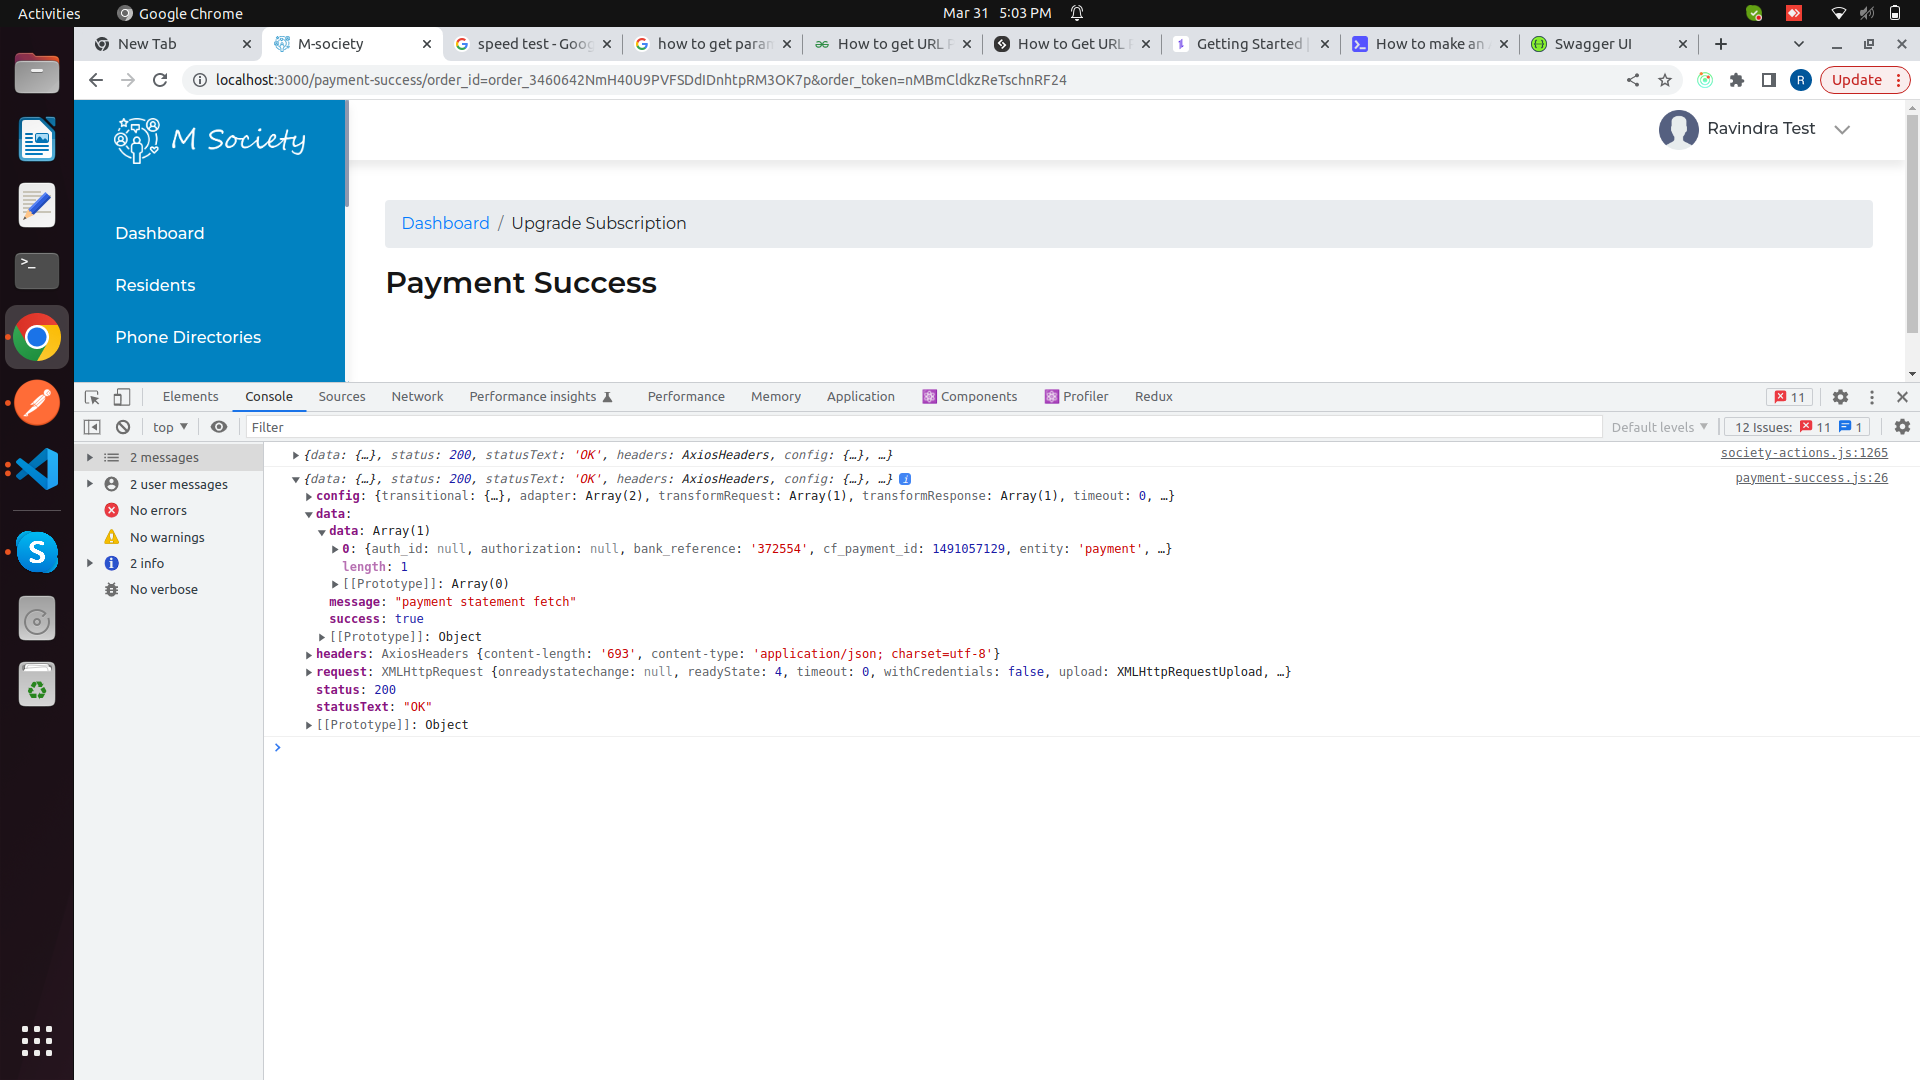 Activities Google Chrome Mar 31 5:03 PM
New Tab M-society speed test - Goog how to get param How to get URL P How to Get URL P Getting Started | How to make an A Swagger UI
localhost:3000/payment-success/order_id=order_3460642NmH40U9PVFSDdIDnhtpRM3OK7p&order_token=nMBmCldkzReTschnRF24 R Update
M Society
Ravindra Test
Dashboard / Upgrade Subscription
Payment Success
Dashboard
Residents
Phone Directories
Elements Console Sources Network Performance insights Performance Memory Application Components Profiler Redux 11
top Filter Default levels 12 Issues: 11 1
2 messages
2 user messages
No errors
No warnings
2 info
No verbose
{data: {…}, status: 200, statusText: 'OK', headers: AxiosHeaders, config: {…}, …} society-actions.js:1265
{data: {…}, status: 200, statusText: 'OK', headers: AxiosHeaders, config: {…}, …} payment-success.js:26
config: {transitional: {…}, adapter: Array(2), transformRequest: Array(1), transformResponse: Array(1), timeout: 0, …}
data:
data: Array(1)
0: {auth_id: null, authorization: null, bank_reference: '372554', cf_payment_id: 1491057129, entity: 'payment', …}
length: 1
[[Prototype]]: Array(0)
message: "payment statement fetch"
success: true
[[Prototype]]: Object
headers: AxiosHeaders {content-length: '693', content-type: 'application/json; charset=utf-8'}
request: XMLHttpRequest {onreadystatechange: null, readyState: 4, timeout: 0, withCredentials: false, upload: XMLHttpRequestUpload, …}
status: 200
statusText: "OK"
[[Prototype]]: Object